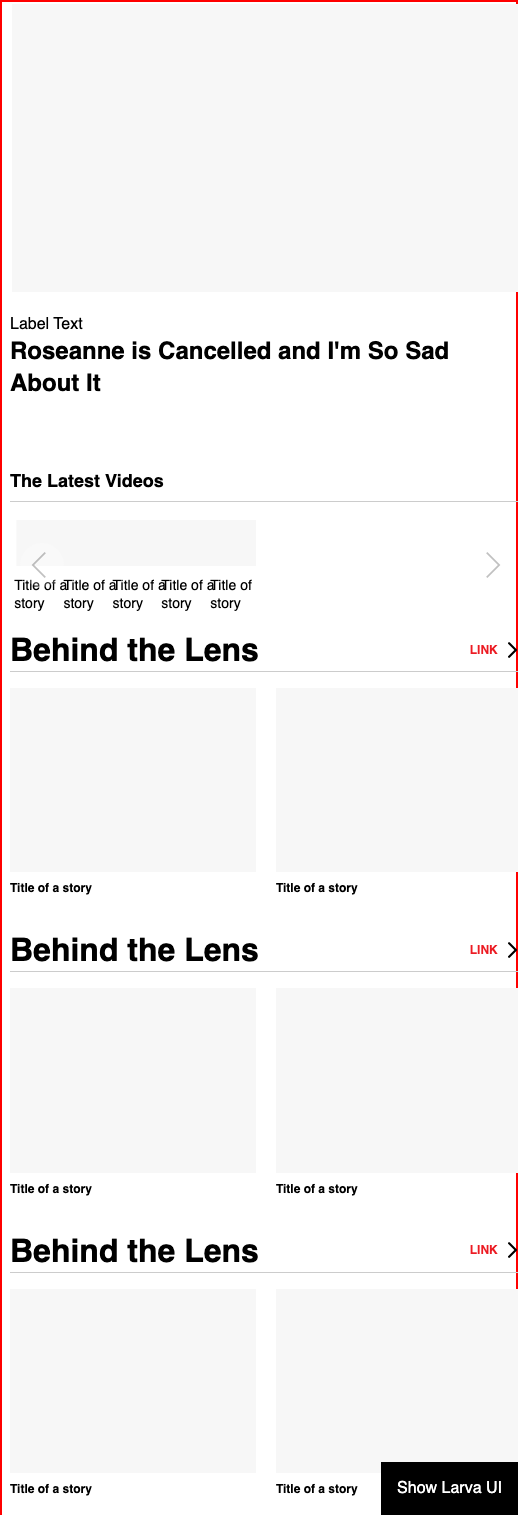 Label Text
Roseanne is Cancelled and I'm So Sad
About It
The Latest Videos
Title of a Title of a Title of a Title of a Title of
story story story story story
Behind the Lens LINK
Title of a story Title of a story
Behind the Lens LINK
Title of a story Title of a story
Behind the Lens LINK
Title of a story Title of a story
Show Larva UI